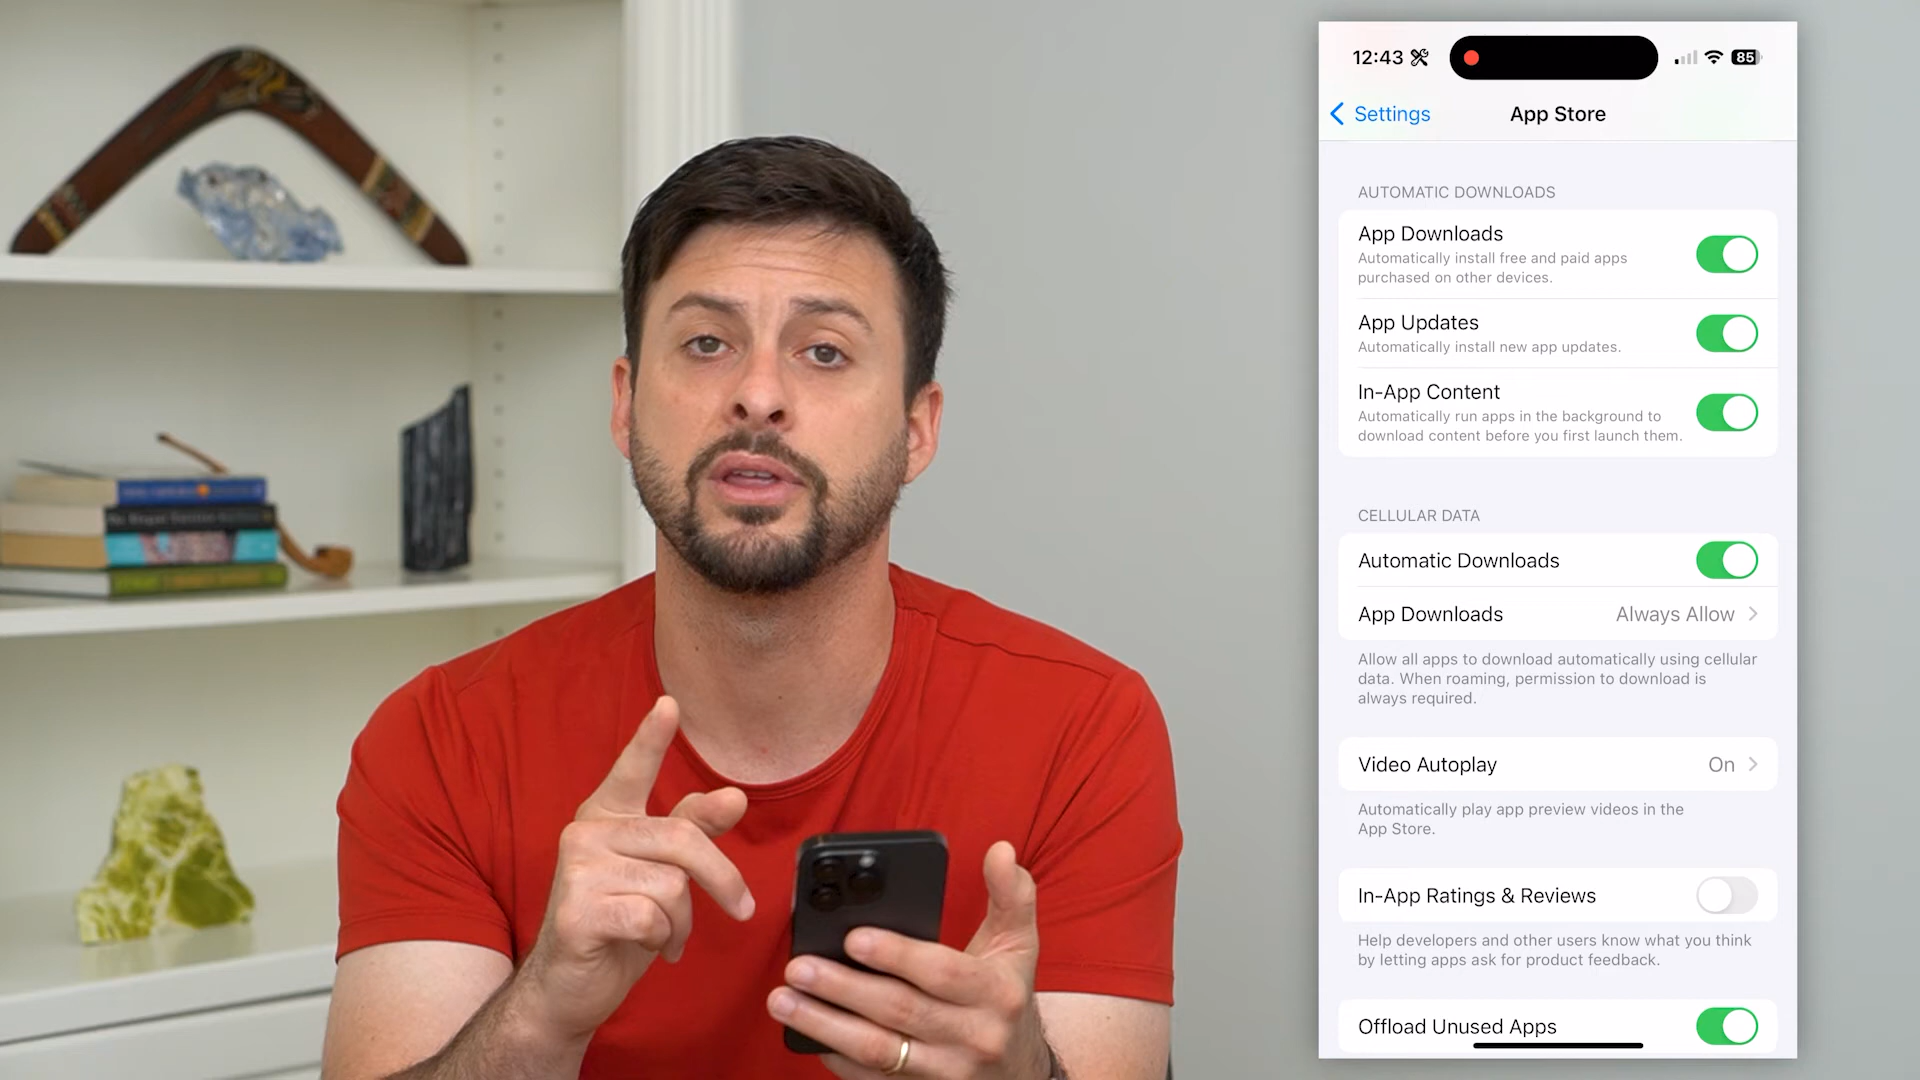 12:43
85
Settings
App Store
AUTOMATIC DOWNLOADS
App Downloads
Automatically install free and paid apps
purchased on other devices.
App Updates
Automatically install new app updates.
In-App Content
Automatically run apps in the background to
download content before you first launch them.
CELLULAR DATA
Automatic Downloads
App Downloads Always Allow
Allow all apps to download automatically using cellular
data. When roaming, permission to download is
always required.
Video Autoplay On
Automatically play app preview videos in the
App Store.
In-App Ratings & Reviews
Help developers and other users know what you think
by letting apps ask for product feedback.
Offload Unused Apps